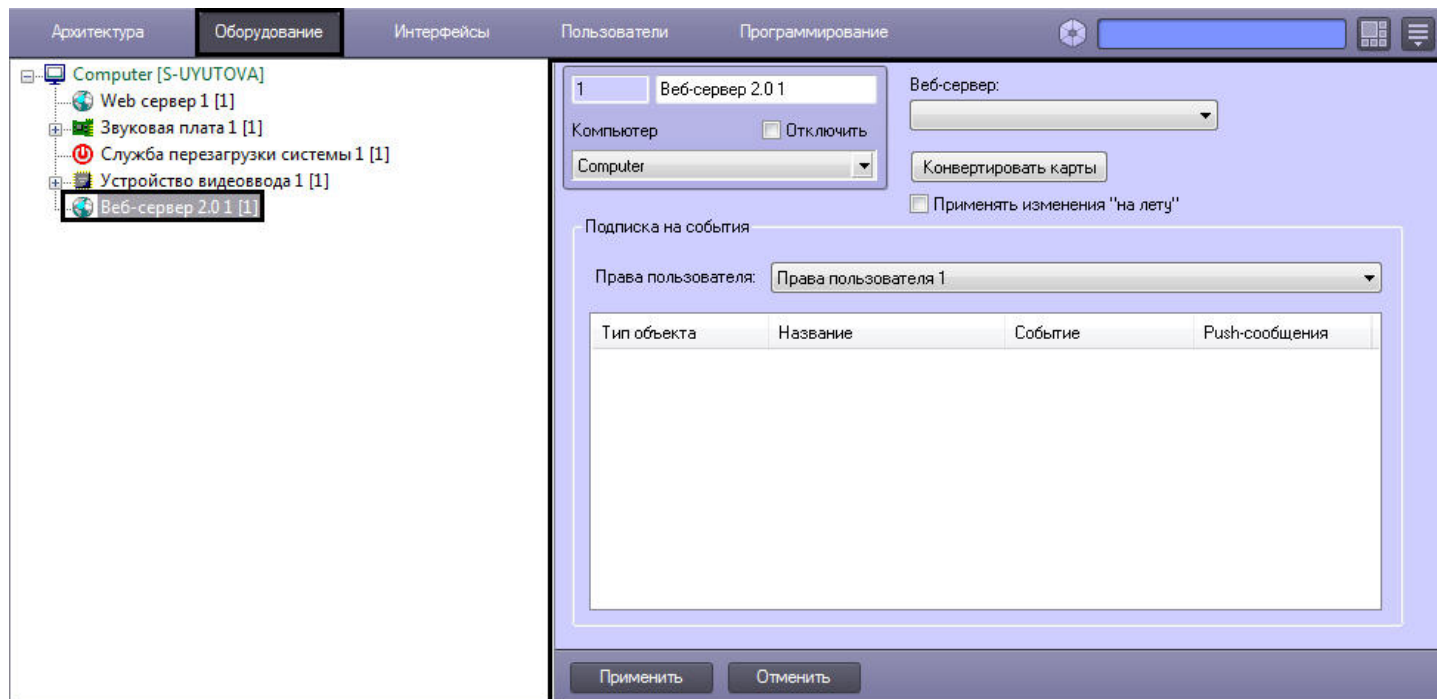 Архитектура Оборудование Интерфейсы Пользователи Программирование
Computer [S-UYUTOVA]
Web сервер 1 [1]
Звуковая плата 1 [1]
Служба перезагрузки системы 1 [1]
Устройство видеоввода 1 [1]
Веб-сервер 2.0 1 [1]
1 Веб-сервер 2.0 1
Компьютер Отключить
Computer
Веб-сервер:
Конвертировать карты
Применять изменения "на лету"
Подписка на события
Права пользователя: Права пользователя 1
Тип объекта Название Событие Push-сообщения
Применить Отменить